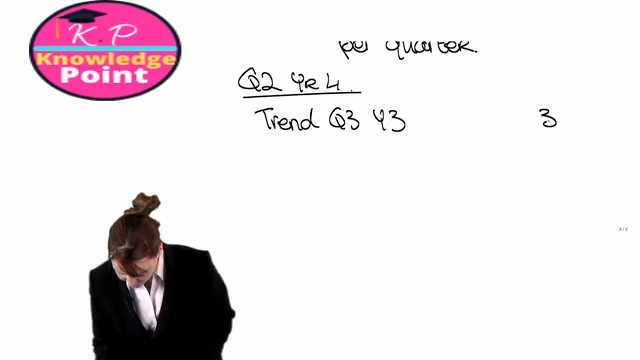 K.P
Knowledge
Point
per quarter.
Q2 Yr 4.
Trend Q3 Y3 3